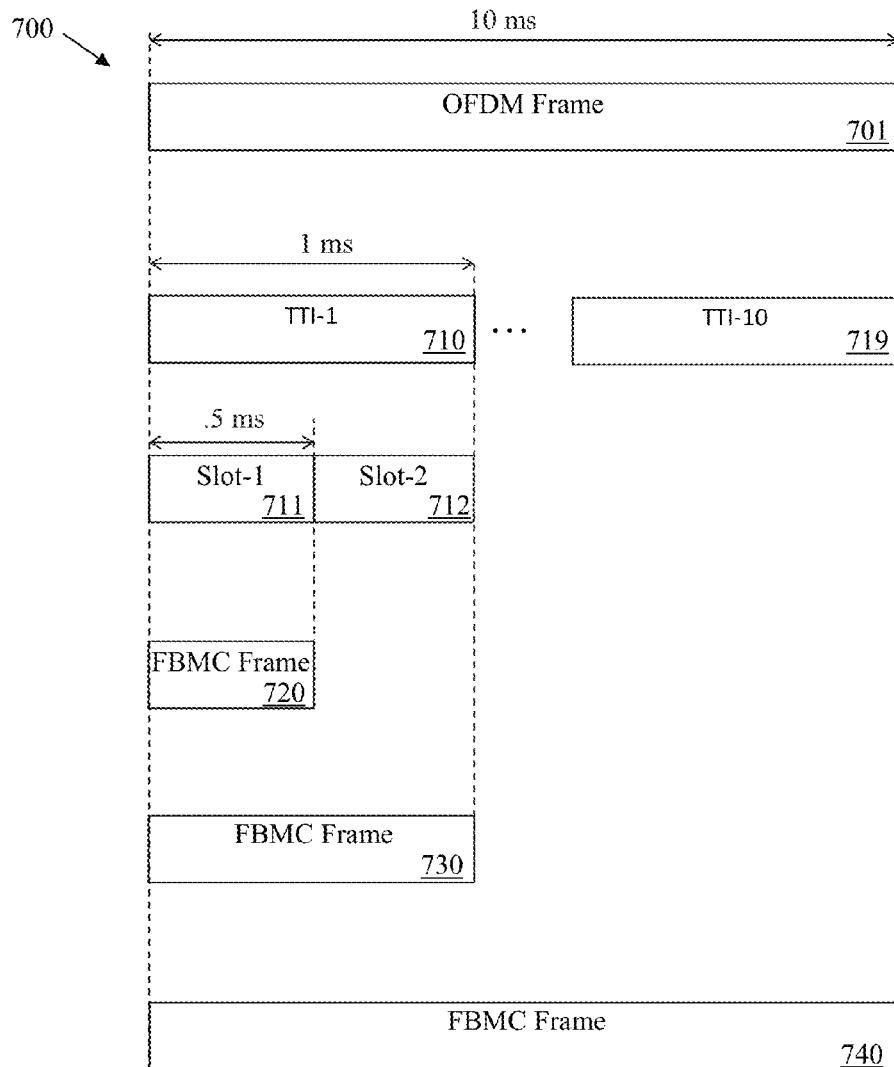 700
10 ms
OFDM Frame
701
1 ms
TTI-1
710
...
TTI-10
719
.5 ms
Slot-1
711
Slot-2
712
FBMC Frame
720
FBMC Frame
730
FBMC Frame
740